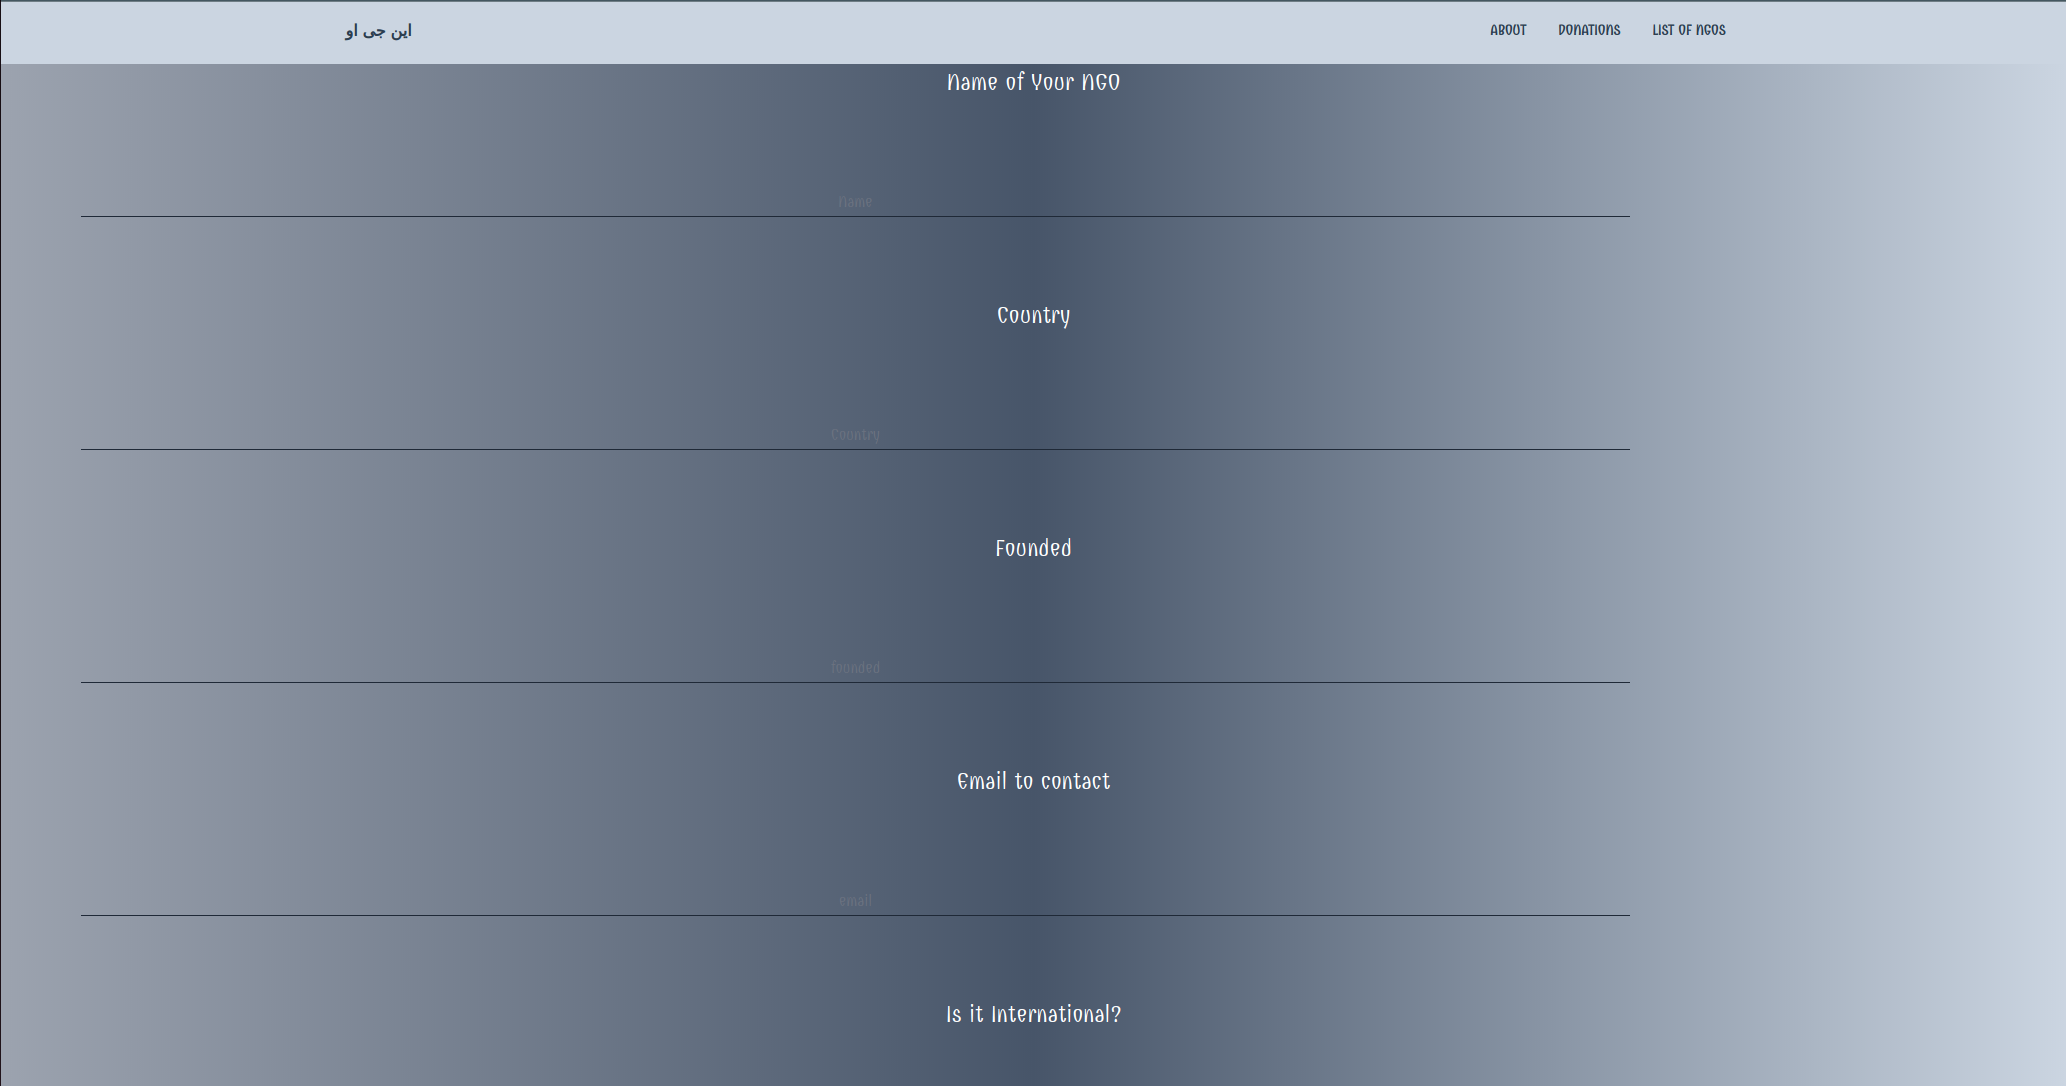 این جی او
ABOUT DONATIONS LIST OF NGOS
Name of Your NGO
Name
Country
Country
Founded
founded
Email to contact
email
Is it International?